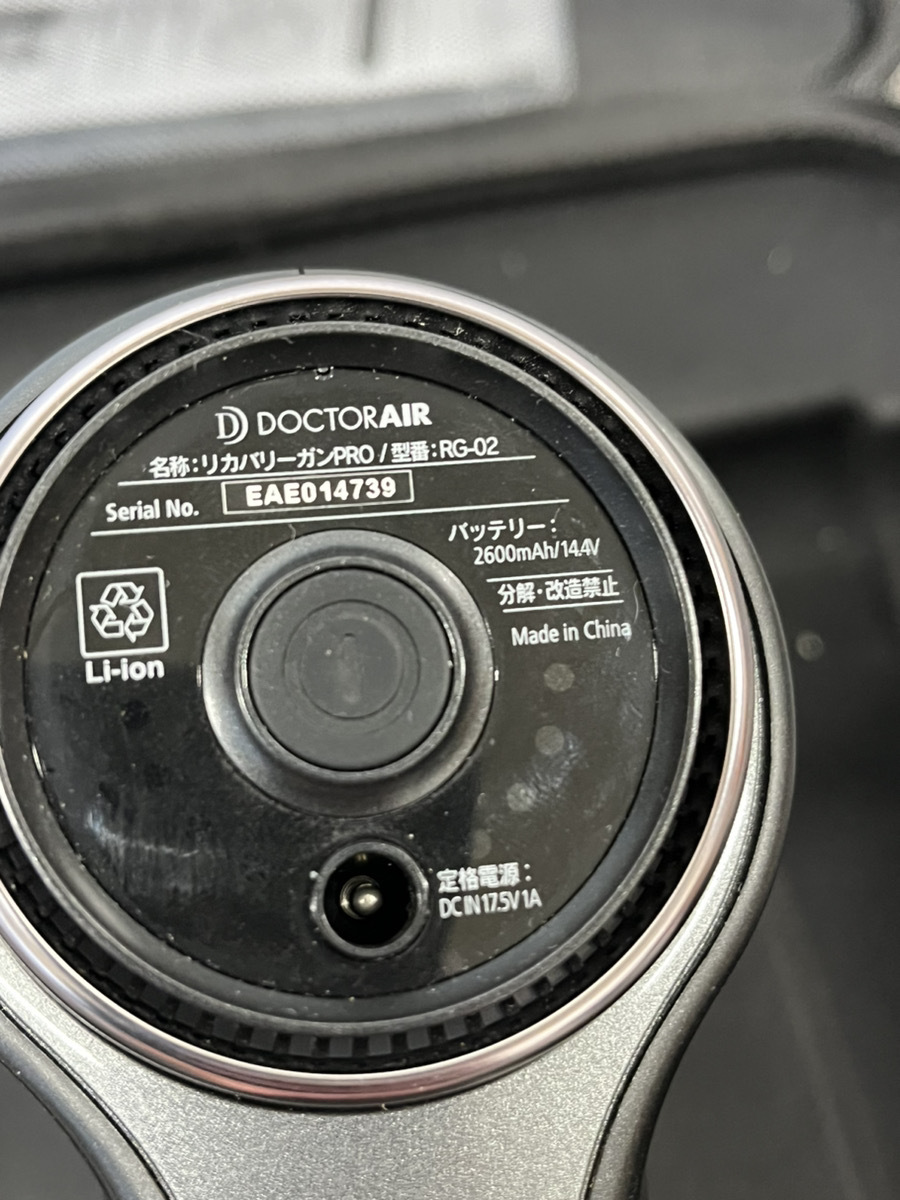 DOCTORAIR
名称:リカバリーガンPRO / 型番:RG-02
Serial No. EAE014739
バッテリー:
2600mAh/14.4V
分解・改造禁止
Made in China
Li-ion
定格電源:
DC IN 17.5V 1A